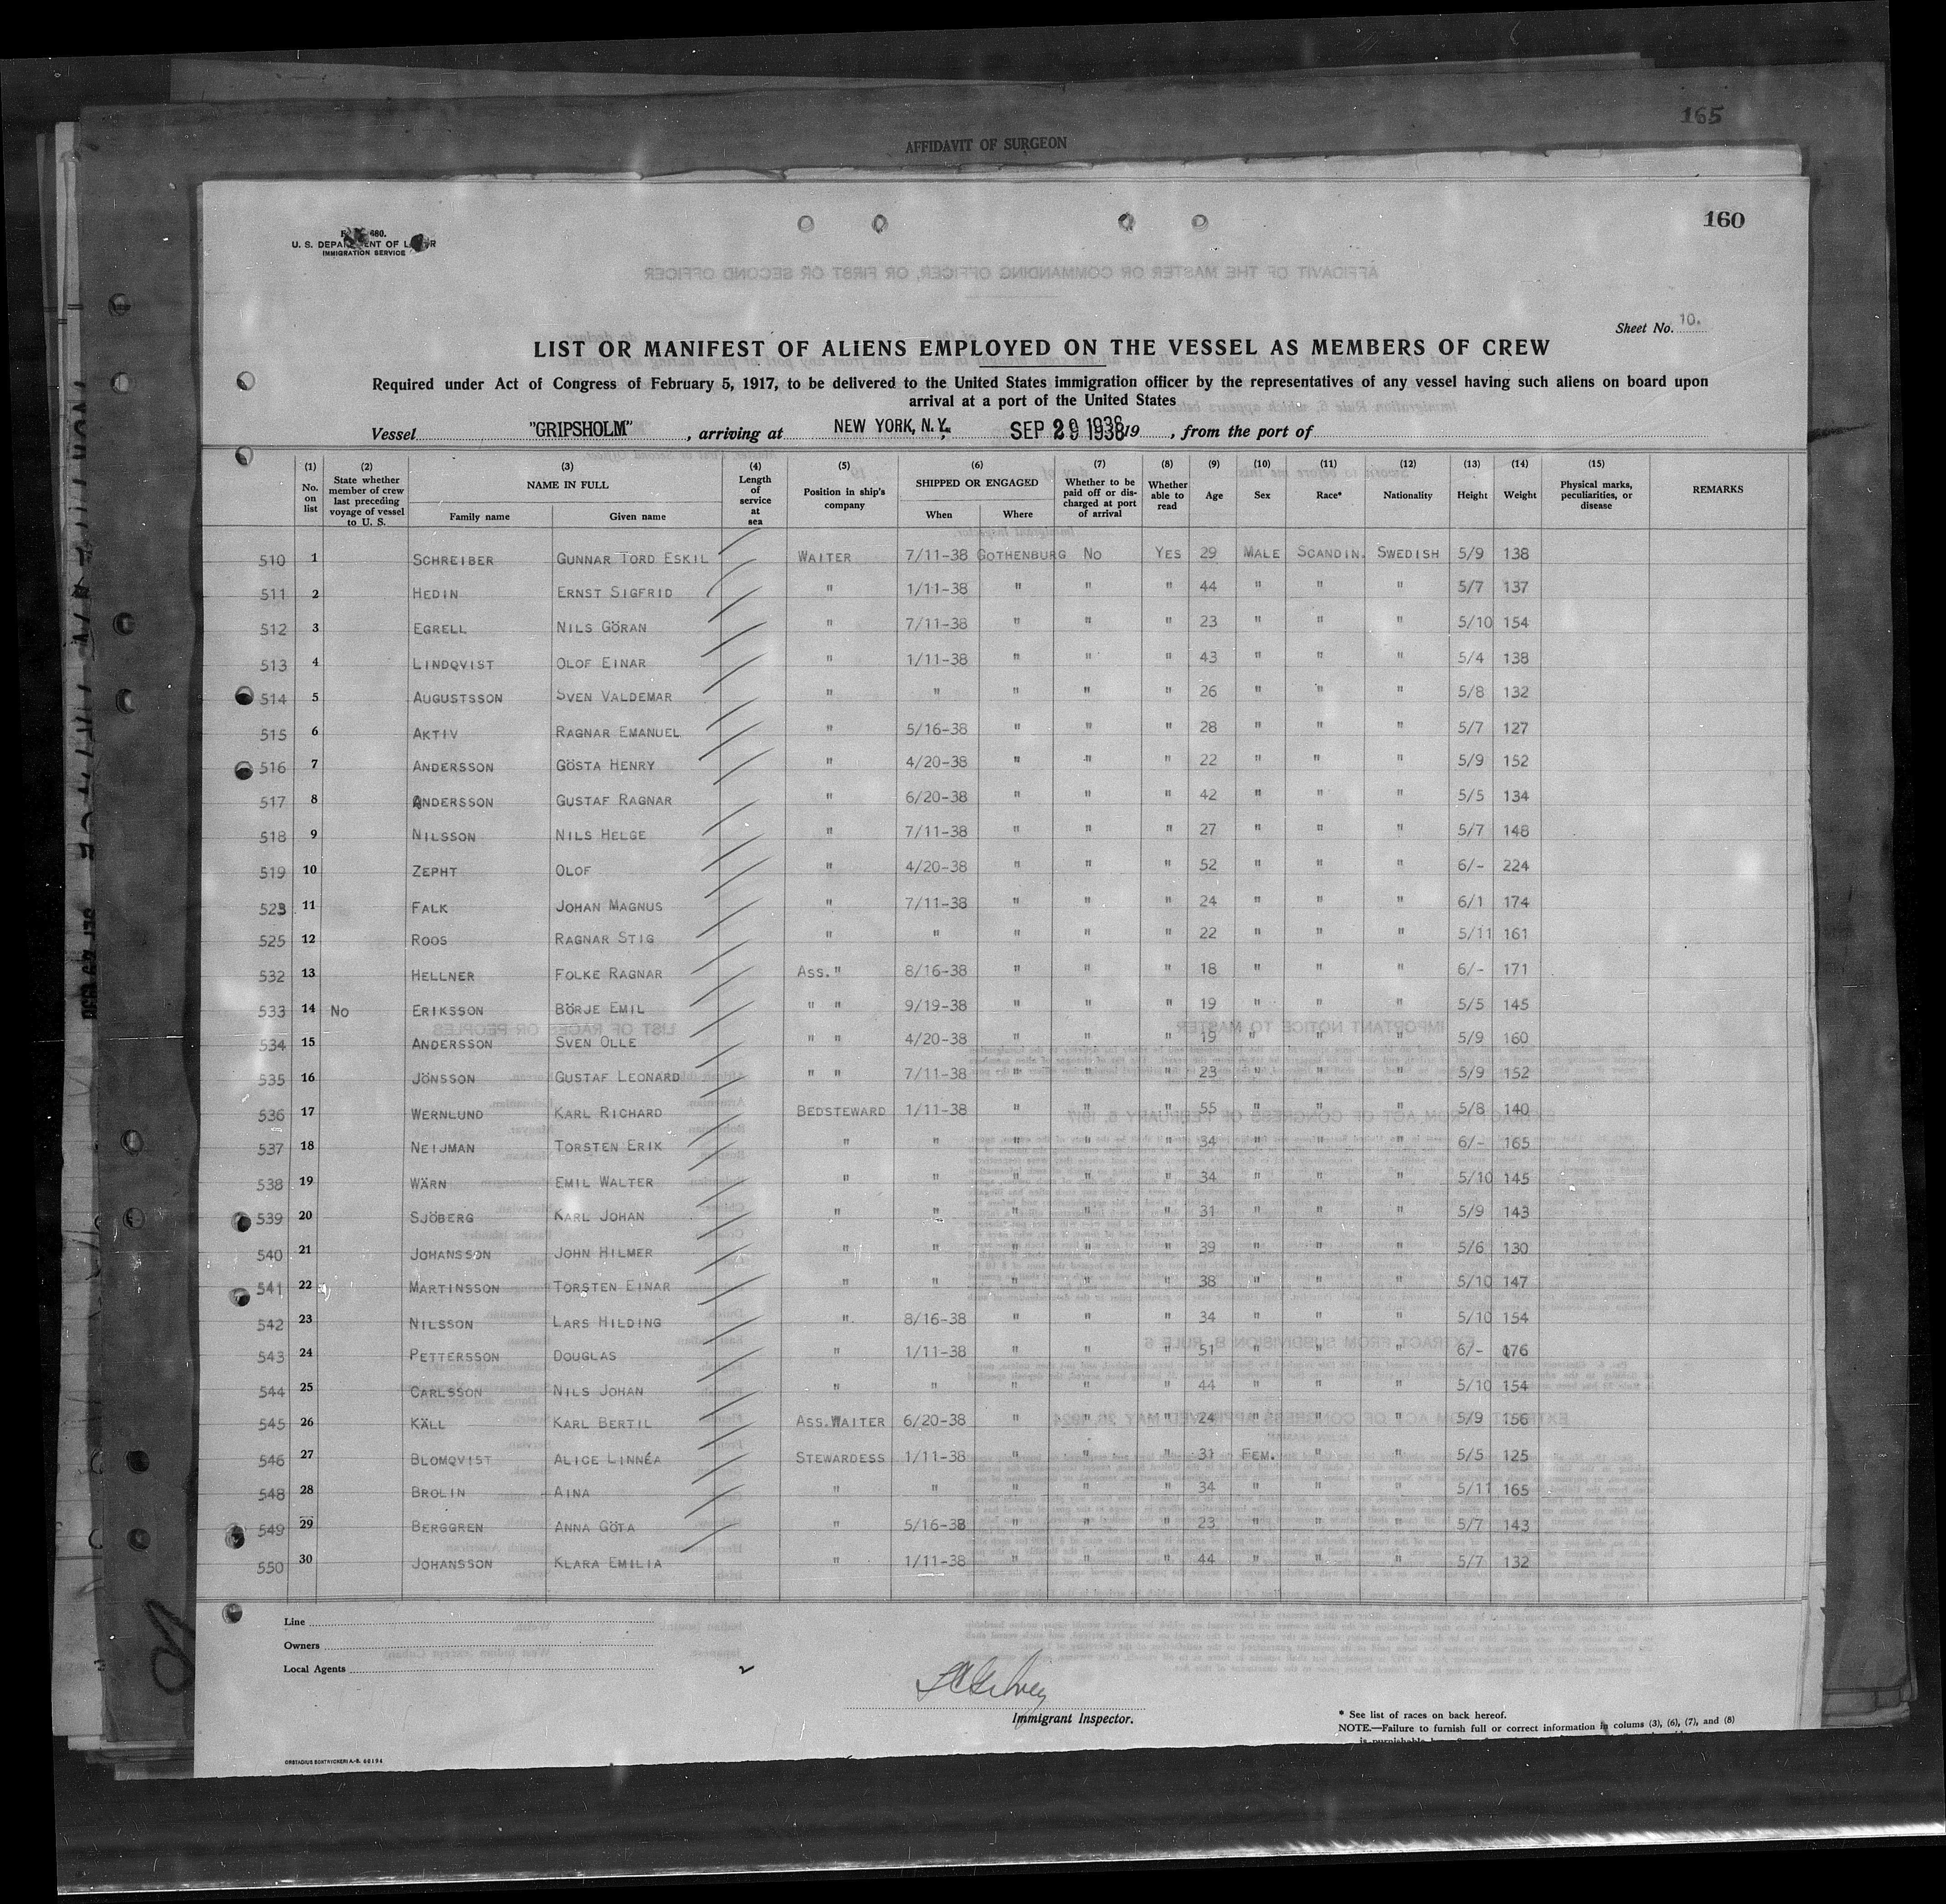 165
AFFIDAVIT OF SURGEON
160
680.
U. S. DEPARTMENT OF LABOR
IMMIGRATION SERVICE
Sheet No. 10.
LIST OR MANIFEST OF ALIENS EMPLOYED ON THE VESSEL AS MEMBERS OF CREW
Required under Act of Congress of February 5, 1917, to be delivered to the United States immigration officer by the representatives of any vessel having such aliens on board upon
arrival at a port of the United States
Vessel "GRIPSHOLM", arriving at NEW YORK, N.Y. SEP 29 1938 19, from the port of
(1) No. on list (2) State whether member of crew last preceding voyage of vessel to U. S. (3) NAME IN FULL Family name Given name (4) Length of service at sea (5) Position in ship's company (6) SHIPPED OR ENGAGED When Where (7) Whether to be paid off or discharged at port of arrival (8) Whether able to read (9) Age (10) Sex (11) Race* (12) Nationality (13) Height (14) Weight (15) Physical marks, peculiarities, or disease REMARKS
510 1 SCHREIBER GUNNAR TORD ESKIL WAITER 7/11-38 GOTHENBURG NO YES 29 MALE SCANDIN. SWEDISH 5/9 138
511 2 HEDIN ERNST SIGFRID " 1/11-38 " " " 44 " " " 5/7 137
512 3 EGRELL NILS GÖRAN " 7/11-38 " " " 23 " " " 5/10 154
513 4 LINDQVIST OLOF EINAR " 1/11-38 " " " 43 " " " 5/4 138
514 5 AUGUSTSSON SVEN VALDEMAR " " " " " 26 " " " 5/8 132
515 6 AKTIV RAGNAR EMANUEL " 5/16-38 " " " 28 " " " 5/7 127
516 7 ANDERSSON GÖSTA HENRY " 4/20-38 " " " 22 " " " 5/9 152
517 8 ANDERSSON GUSTAF RAGNAR " 6/20-38 " " " 42 " " " 5/5 134
518 9 NILSSON NILS HELGE " 7/11-38 " " " 27 " " " 5/7 148
519 10 ZEPHT OLOF " 4/20-38 " " " 52 " " " 6/- 224
523 11 FALK JOHAN MAGNUS " 7/11-38 " " " 24 " " " 6/1 174
525 12 ROOS RAGNAR STIG " " " " " 22 " " " 5/11 161
532 13 HELLNER FOLKE RAGNAR ASS. " 8/16-38 " " " 18 " " " 6/- 171
533 14 NO ERIKSSON BÖRJE EMIL " " 9/19-38 " " " 19 " " " 5/5 145
534 15 ANDERSSON SVEN OLLE " " 4/20-38 " " " 19 " " " 5/9 160
535 16 JÖNSSON GUSTAF LEONARD " " 7/11-38 " " " 23 " " " 5/9 152
536 17 WERNLUND KARL RICHARD BEDSTEWARD 1/11-38 " " " 55 " " " 5/8 140
537 18 NEIJMAN TORSTEN ERIK " " " " " 34 " " " 6/- 165
538 19 WÄRN EMIL WALTER " " " " " 34 " " " 5/10 145
539 20 SJÖBERG KARL JOHAN " " " " " 31 " " " 5/9 143
540 21 JOHANSSON JOHN HILMER " " " " " 39 " " " 5/6 130
541 22 MARTINSSON TORSTEN EINAR " " " " " 38 " " " 5/10 147
542 23 NILSSON LARS HILDING " 8/16-38 " " " 34 " " " 5/10 154
543 24 PETTERSSON DOUGLAS " 1/11-38 " " " 51 " " " 6/- 176
544 25 CARLSSON NILS JOHAN " " " " " 44 " " " 5/10 154
545 26 KÄLL KARL BERTIL ASS.WAITER 6/20-38 " " " 24 " " " 5/9 156
546 27 BLOMQVIST ALICE LINNÉA STEWARDESS 1/11-38 " " " 31 FEM. " " 5/5 125
548 28 BROLIN AINA " " " " " 34 " " " 5/11 165
549 29 BERGGREN ANNA GÖTA " 5/16-38 " " " 23 " " " 5/7 143
550 30 JOHANSSON KLARA EMILIA " 1/11-38 " " " 44 " " " 5/7 132
Line
Owners
Local Agents
Immigrant Inspector.
* See list of races on back hereof.
NOTE.—Failure to furnish full or correct information in colums (3), (6), (7), and (8)
ORSTADIUS BOKTRYCKERI A.-B. 60194